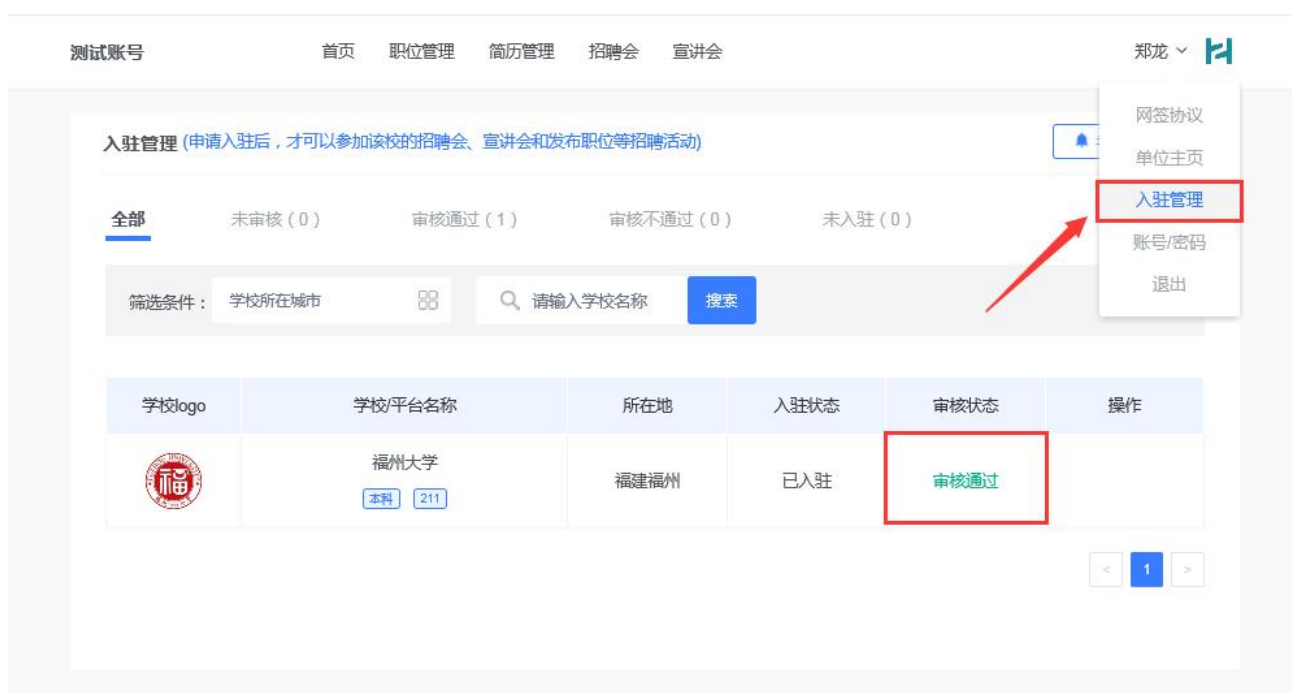 测试账号 首页 职位管理 简历管理 招聘会 宣讲会 郑龙
网签协议
单位主页
入驻管理
账号/密码
退出
入驻管理 (申请入驻后，才可以参加该校的招聘会、宣讲会和发布职位等招聘活动)
全部 未审核 ( 0 ) 审核通过 ( 1 ) 审核不通过 ( 0 ) 未入驻 ( 0 )
筛选条件： 学校所在城市 请输入学校名称 搜索
学校logo 学校/平台名称 所在地 入驻状态 审核状态 操作
福 福州大学 福建福州 已入驻 审核通过
本科 211
< 1 >